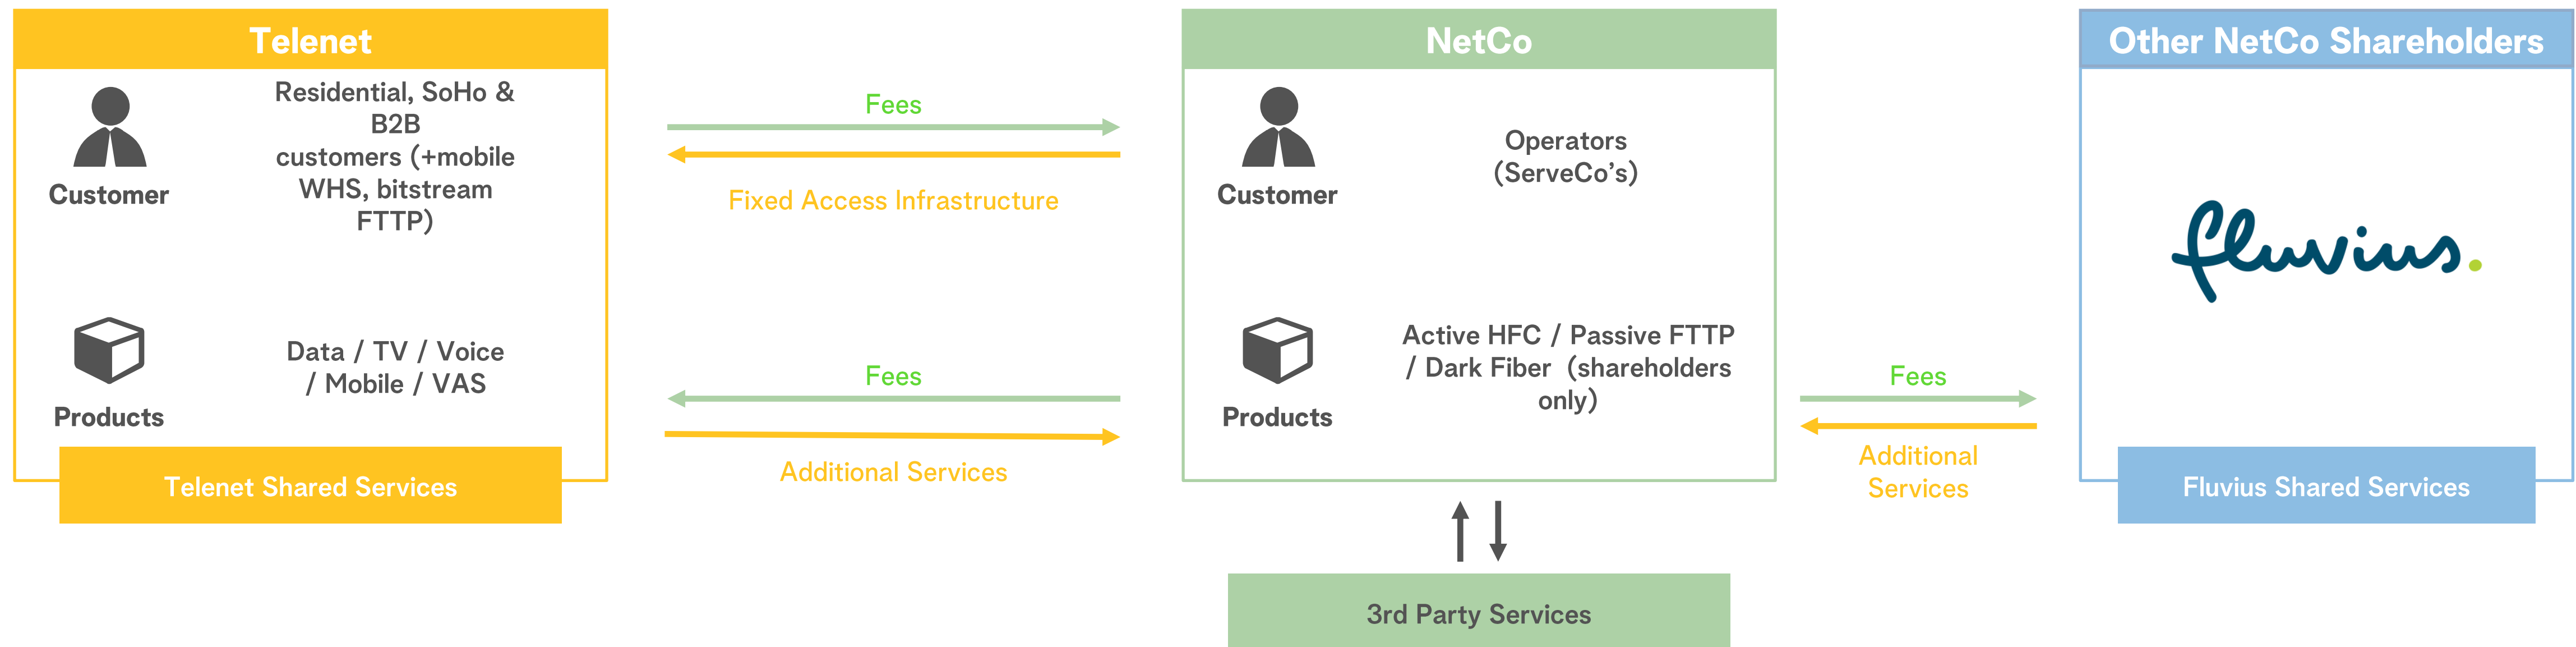 Telenet
Residential, SoHo &
B2B
customers (+mobile
WHS, bitstream
FTTP)
Customer
Data / TV / Voice
/ Mobile / VAS
Products
Telenet Shared Services
Fees
Fixed Access Infrastructure
Fees
Additional Services
NetCo
Operators
(ServeCo’s)
Customer
Active HFC / Passive FTTP
/ Dark Fiber (shareholders
only)
Products
3rd Party Services
Fees
Additional
Services
Other NetCo Shareholders
fluvius.
Fluvius Shared Services